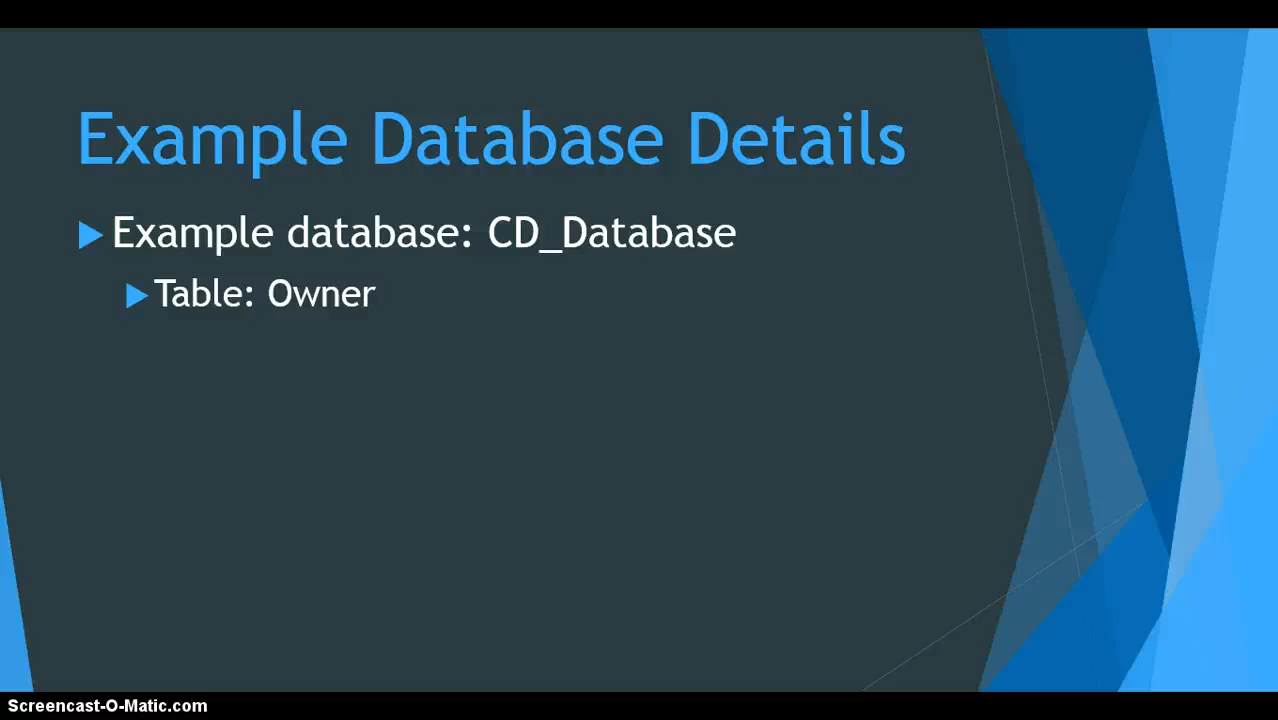 Example Database Details
Example database: CD_Database
Table: Owner
Screencast-O-Matic.com